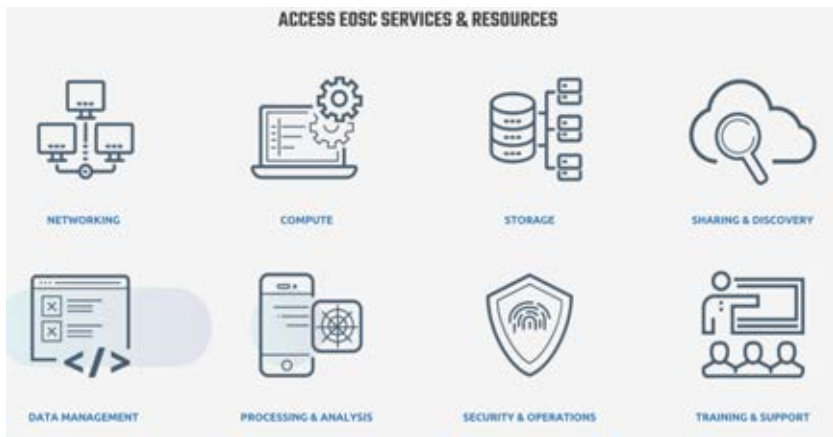 ACCESS EOSC SERVICES & RESOURCES
NETWORKING
COMPUTE
STORAGE
SHARING & DISCOVERY
DATA MANAGEMENT
PROCESSING & ANALYSIS
SECURITY & OPERATIONS
TRAINING & SUPPORT